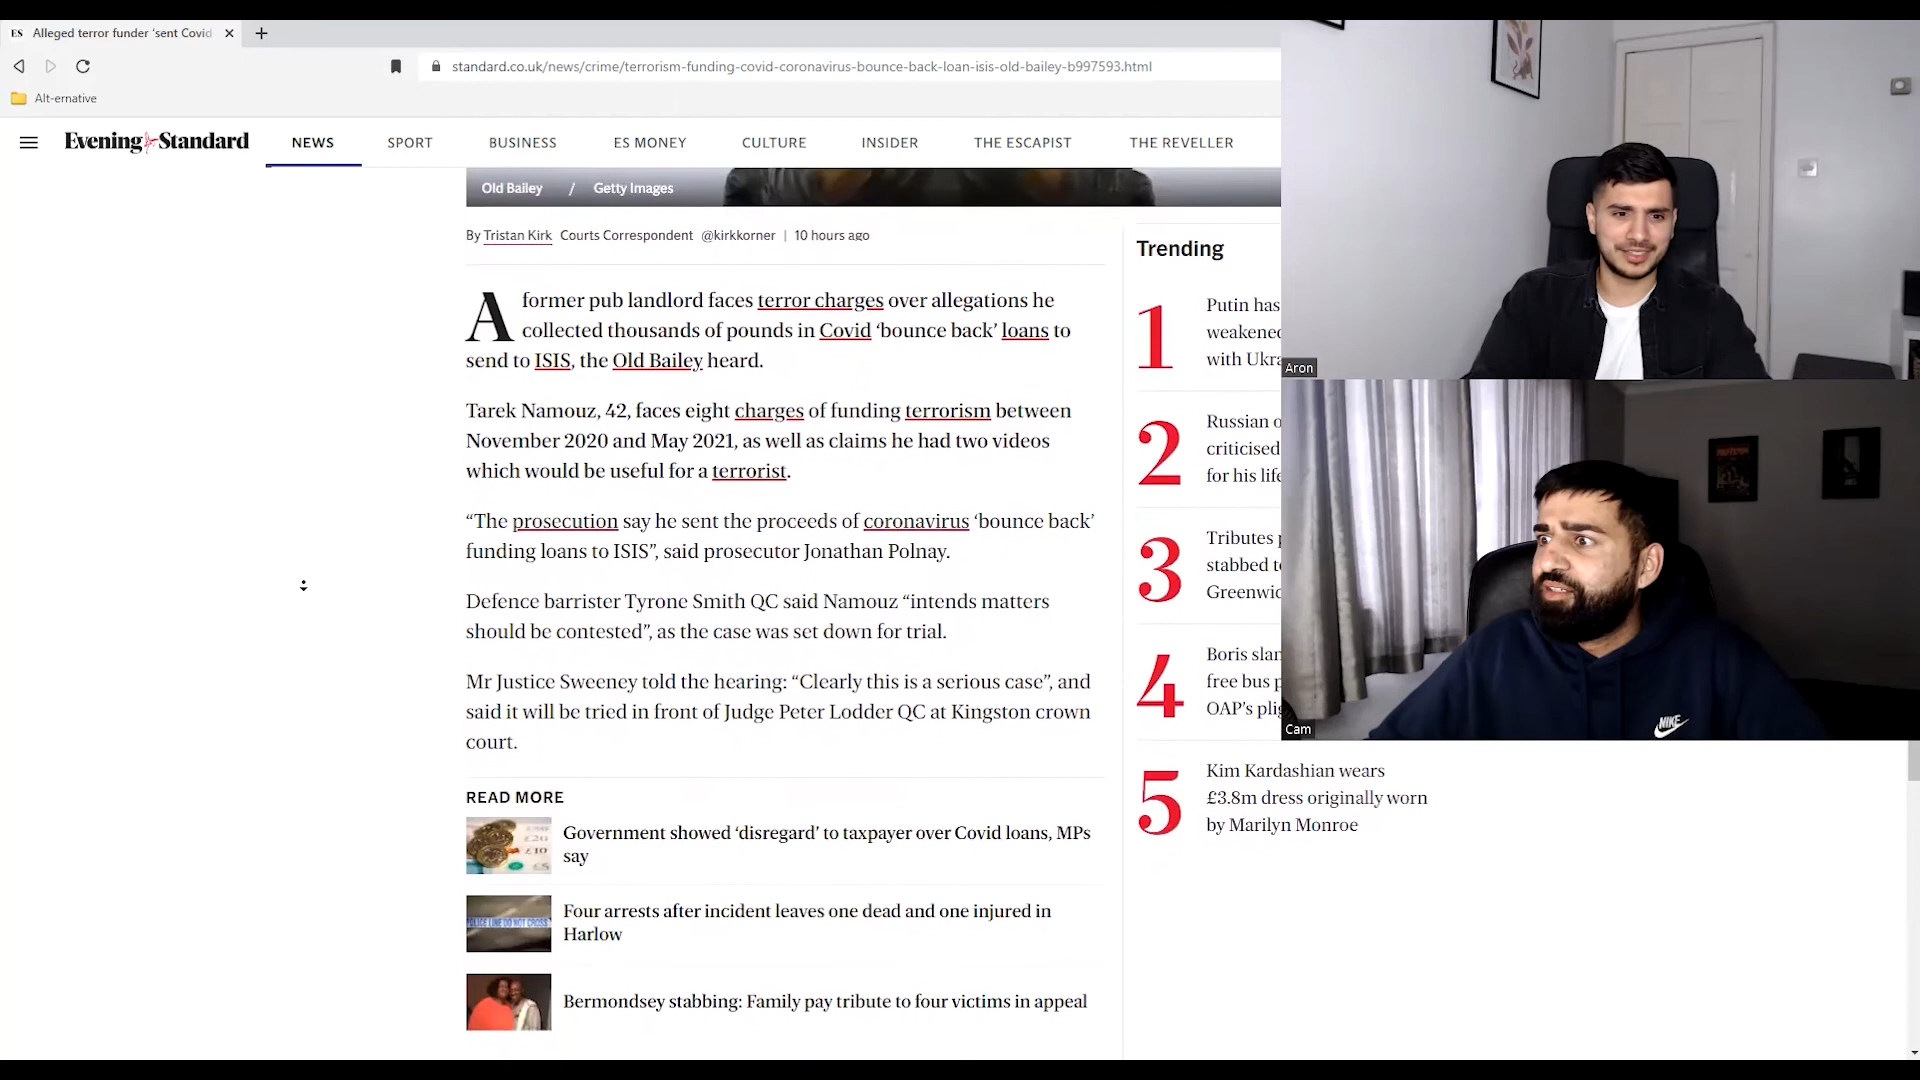 ES Alleged terror funder ‘sent Covid
standard.co.uk/news/crime/terrorism-funding-covid-coronavirus-bounce-back-loan-isis-old-bailey-b997593.html
Alt-ernative
Evening Standard NEWS SPORT BUSINESS ES MONEY CULTURE INSIDER THE ESCAPIST THE REVELLER
Old Bailey / Getty Images
By Tristan Kirk Courts Correspondent @kirkkorner | 10 hours ago
A former pub landlord faces terror charges over allegations he
collected thousands of pounds in Covid ‘bounce back’ loans to
send to ISIS, the Old Bailey heard.
Tarek Namouz, 42, faces eight charges of funding terrorism between
November 2020 and May 2021, as well as claims he had two videos
which would be useful for a terrorist.
“The prosecution say he sent the proceeds of coronavirus ‘bounce back’
funding loans to ISIS”, said prosecutor Jonathan Polnay.
Defence barrister Tyrone Smith QC said Namouz “intends matters
should be contested”, as the case was set down for trial.
Mr Justice Sweeney told the hearing: “Clearly this is a serious case”, and
said it will be tried in front of Judge Peter Lodder QC at Kingston crown
court.
READ MORE
Government showed ‘disregard’ to taxpayer over Covid loans, MPs
say
POLICE LINE DO NOT CROSS
Four arrests after incident leaves one dead and one injured in
Harlow
Bermondsey stabbing: Family pay tribute to four victims in appeal
Trending
1
Putin has
weakened
with Ukra
2
Russian o
criticised
for his life
3
Tributes p
stabbed to
Greenwic
4
Boris slan
free bus p
OAP’s plig
5
Kim Kardashian wears
£3.8m dress originally worn
by Marilyn Monroe
Aron
NIKE
Cam